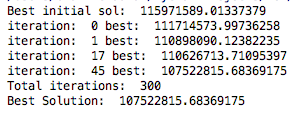 Best initial sol:  115971589.01337379
iteration:  0 best:  111714573.99736258
iteration:  1 best:  110898090.12382235
iteration:  17 best:  110626713.71095397
iteration:  45 best:  107522815.68369175
Total iterations:  300
Best Solution:  107522815.68369175